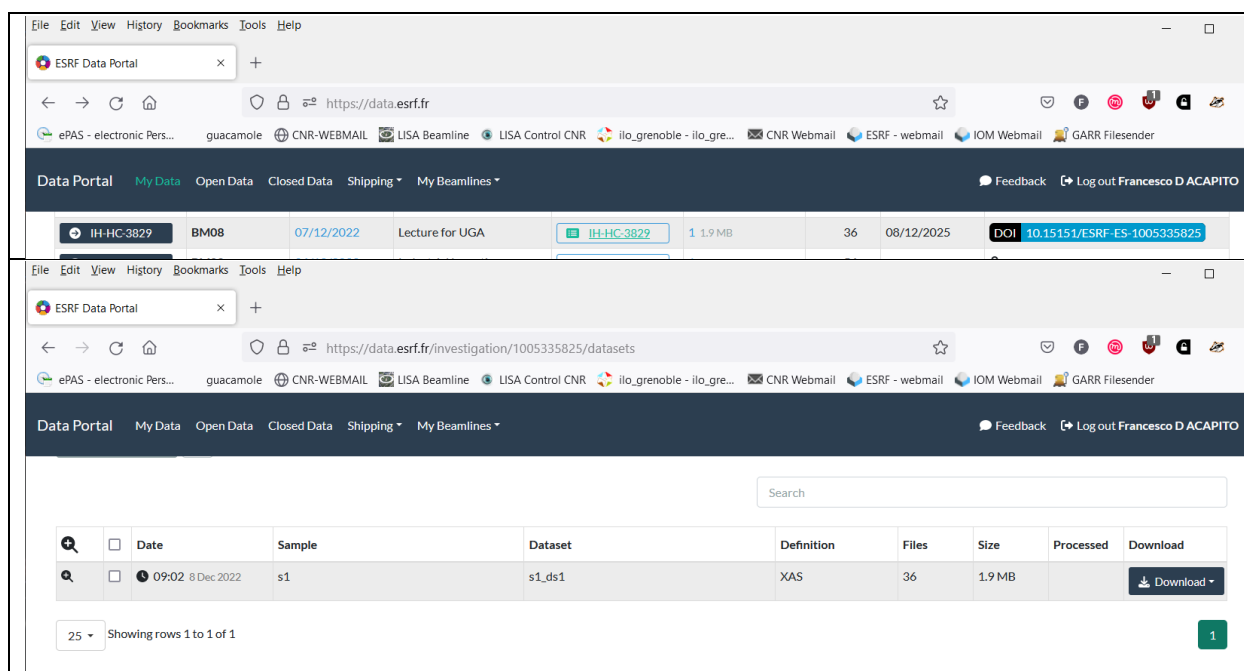 File Edit View History Bookmarks Tools Help
ESRF Data Portal
https://data.esrf.fr
1
ePAS - electronic Pers... guacamole CNR-WEBMAIL LISA Beamline LISA Control CNR ilo_grenoble - ilo_gre... CNR Webmail ESRF - webmail IOM Webmail GARR Filesender
Data Portal My Data Open Data Closed Data Shipping My Beamlines Feedback Log out Francesco D ACAPITO
IH-HC-3829 BM08 07/12/2022 Lecture for UGA IH-HC-3829 1 1.9 MB 36 08/12/2025 DOI 10.15151/ESRF-ES-1005335825
File Edit View History Bookmarks Tools Help
ESRF Data Portal
https://data.esrf.fr/investigation/1005335825/datasets
1
ePAS - electronic Pers... guacamole CNR-WEBMAIL LISA Beamline LISA Control CNR ilo_grenoble - ilo_gre... CNR Webmail ESRF - webmail IOM Webmail GARR Filesender
Data Portal My Data Open Data Closed Data Shipping My Beamlines Feedback Log out Francesco D ACAPITO
Search
Date Sample Dataset Definition Files Size Processed Download
09:02 8 Dec 2022 s1 s1_ds1 XAS 36 1.9 MB Download
25 Showing rows 1 to 1 of 1 1